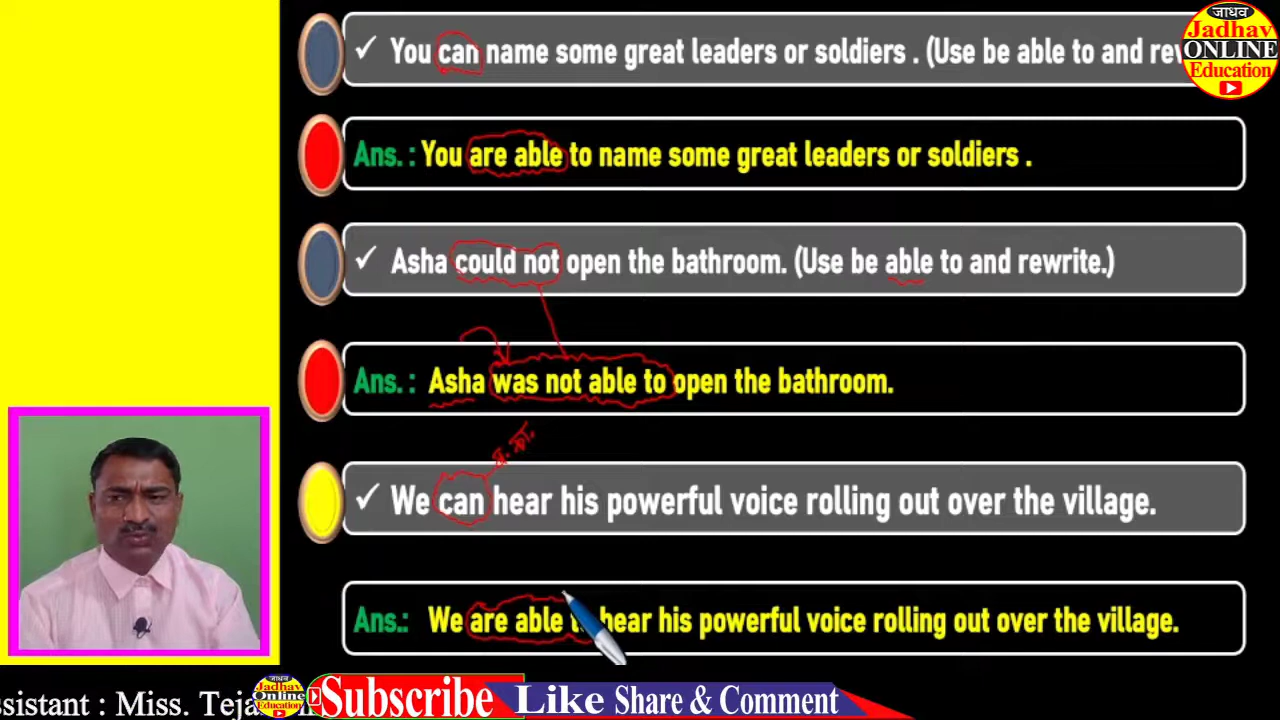 ✓ You can name some great leaders or soldiers . (Use be able to and rew
जाधव
Jadhav
ONLINE
Education
Ans. : You are able to name some great leaders or soldiers .
✓ Asha could not open the bathroom. (Use be able to and rewrite.)
Ans. : Asha was not able to open the bathroom.
✓ We can hear his powerful voice rolling out over the village.
Ans.: We are able hear his powerful voice rolling out over the village.
ssistant : Miss. Teja
जाधव
Jadhav
Online
Education
Subscribe
Like Share & Comment